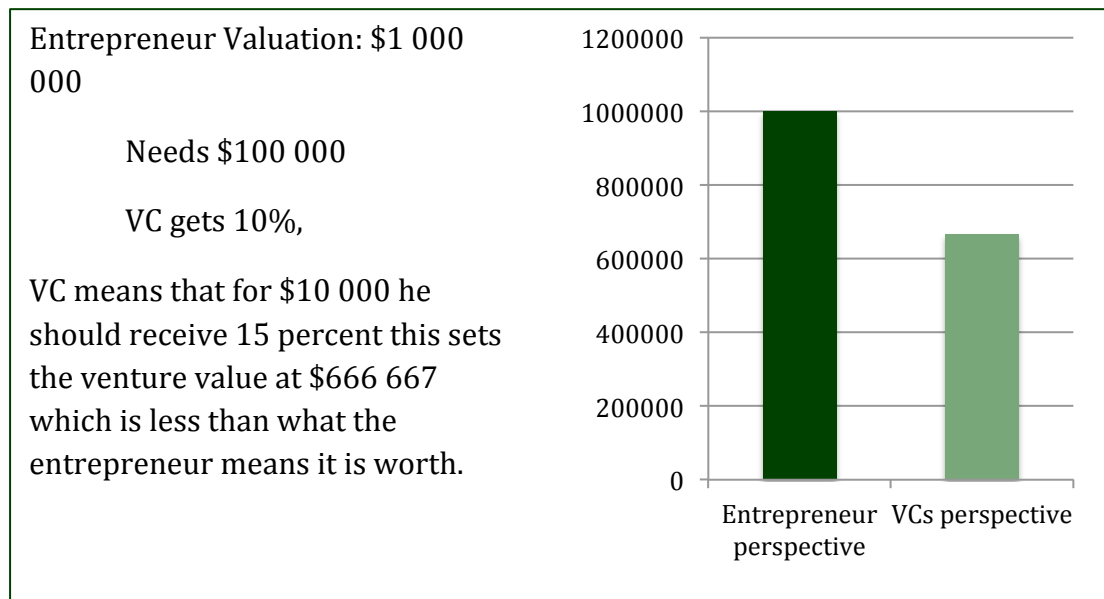 Entrepreneur Valuation: $1 000
000
Needs $100 000
VC gets 10%,
VC means that for $10 000 he
should receive 15 percent this sets
the venture value at $666 667
which is less than what the
entrepreneur means it is worth.
1200000
1000000
800000
600000
400000
200000
0
Entrepreneur
perspective
VCs perspective